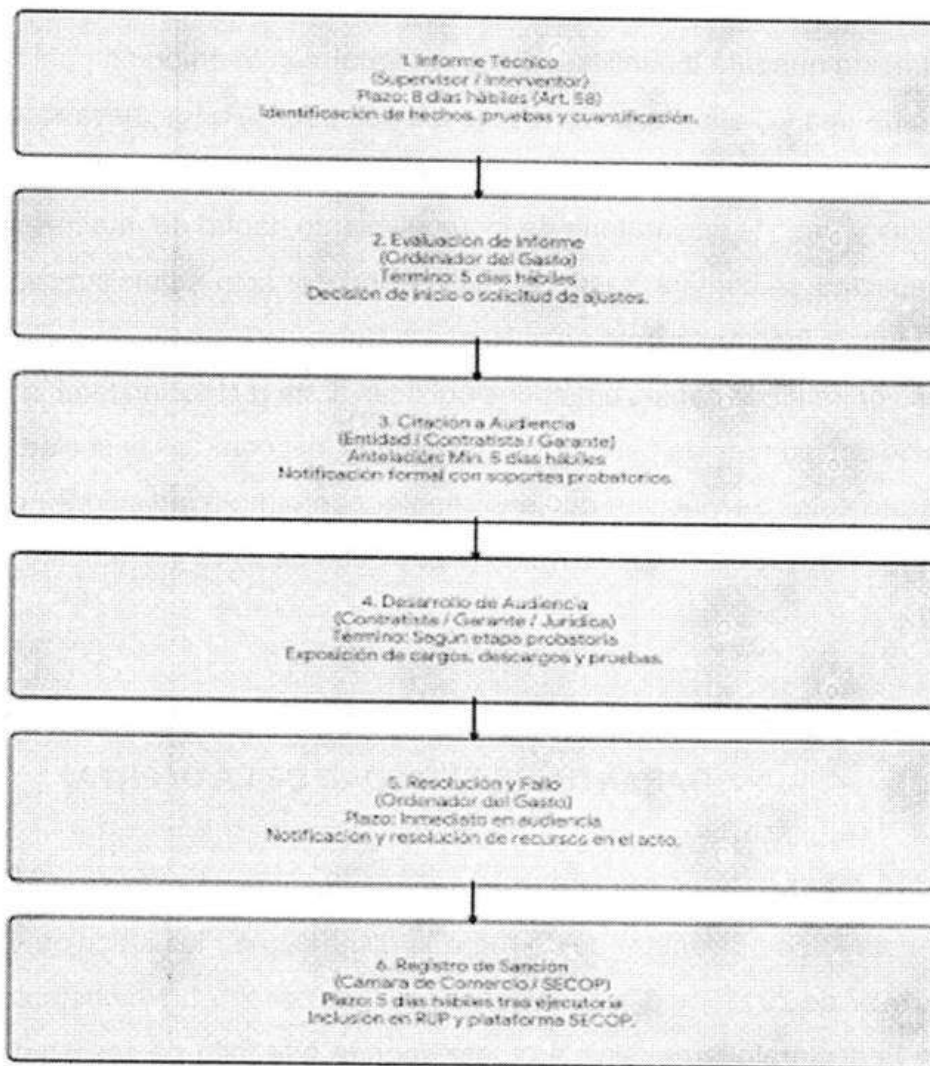 1. Informe Técnico
(Supervisor / Interventor)
Plazo: 8 días hábiles (Art. 58)
Identificación de hechos, pruebas y cuantificación.
2. Evaluación de Informe
(Ordenador del Gasto)
Término: 5 días hábiles
Decisión de inicio o solicitud de ajustes.
3. Citación a Audiencia
(Entidad / Contratista / Garante)
Antelación: Mín. 5 días hábiles
Notificación formal con soportes probatorios.
4. Desarrollo de Audiencia
(Contratista / Garante / Jurídica)
Término: Según etapa probatoria
Exposición de cargos, descargos y pruebas.
5. Resolución y Fallo
(Ordenador del Gasto)
Plazo: Inmediato en audiencia
Notificación y resolución de recursos en el acto.
6. Registro de Sanción
(Cámara de Comercio / SECOP)
Plazo: 5 días hábiles tras ejecutoria
Inclusión en RUP y plataforma SECOP.